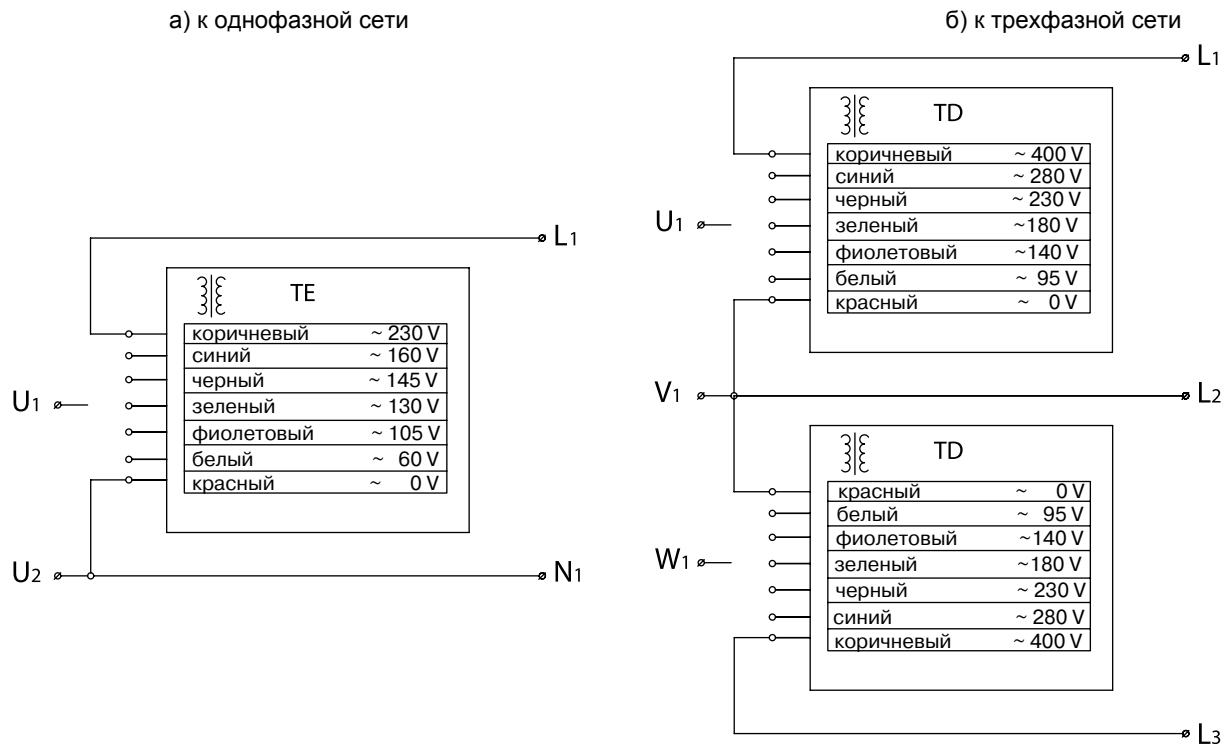 а) к однофазной сети
L1
TE
коричневый ~ 230 V
синий ~ 160 V
черный ~ 145 V
зеленый ~ 130 V
фиолетовый ~ 105 V
белый ~ 60 V
красный ~ 0 V
U1
U2
N1
б) к трехфазной сети
L1
TD
коричневый ~ 400 V
синий ~ 280 V
черный ~ 230 V
зеленый ~180 V
фиолетовый ~140 V
белый ~ 95 V
красный ~ 0 V
U1
V1
L2
TD
красный ~ 0 V
белый ~ 95 V
фиолетовый ~140 V
зеленый ~180 V
черный ~ 230 V
синий ~ 280 V
коричневый ~ 400 V
W1
L3